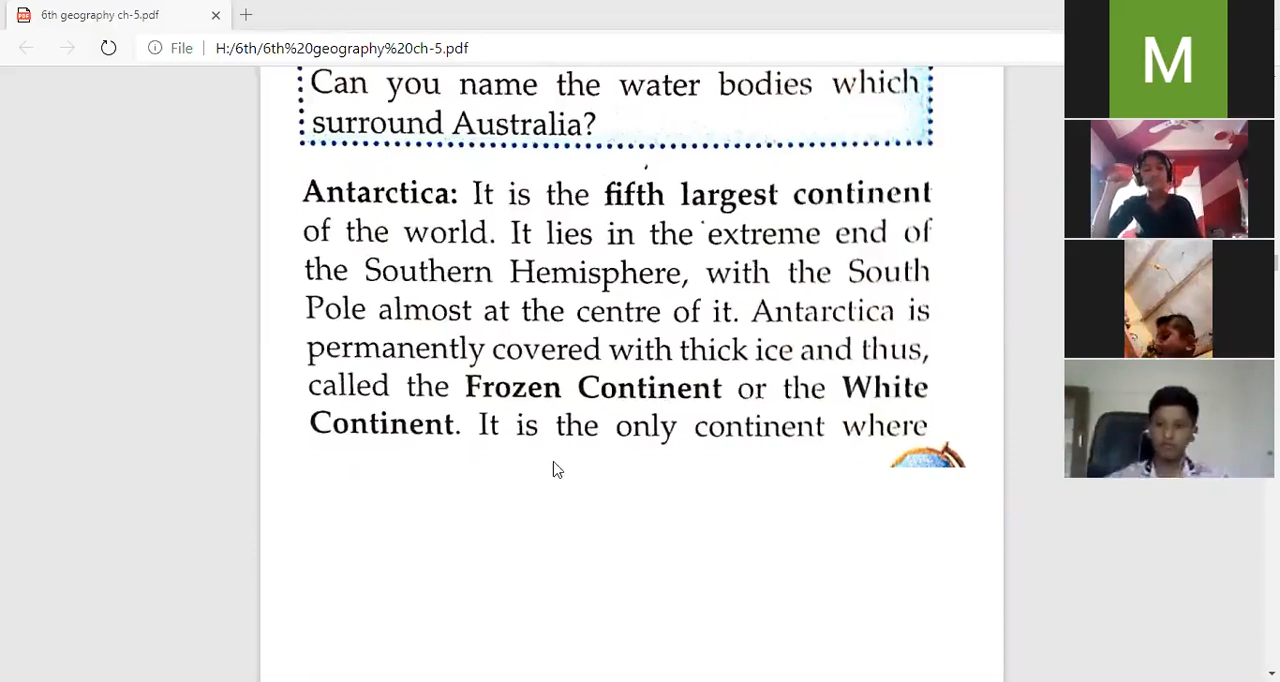 6th geography ch-5.pdf
File
H:/6th/6th%20geography%20ch-5.pdf
Can you name the water bodies which
surround Australia?
Antarctica: It is the fifth largest continent
of the world. It lies in the extreme end of
the Southern Hemisphere, with the South
Pole almost at the centre of it. Antarctica is
permanently covered with thick ice and thus,
called the Frozen Continent or the White
Continent. It is the only continent where
M